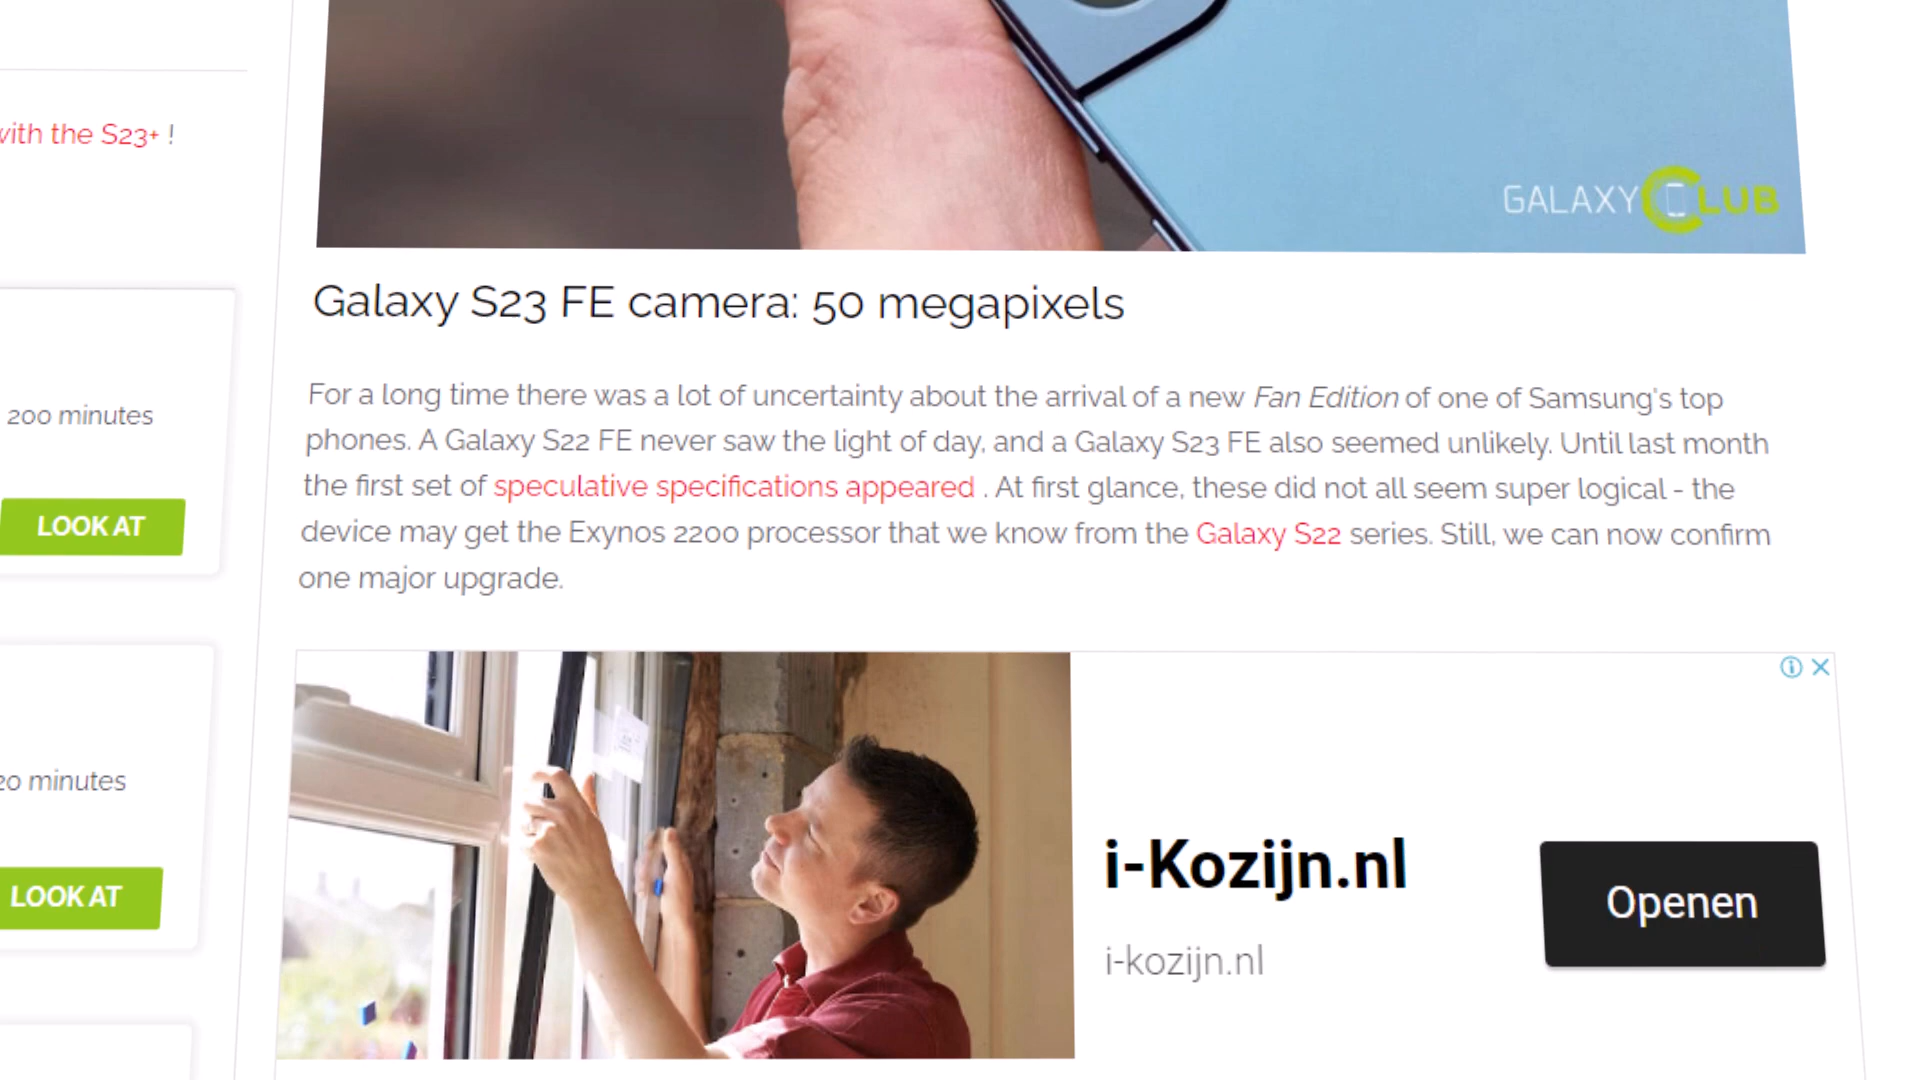 with the S23+ !
200 minutes
LOOK AT
20 minutes
LOOK AT
GALAXY CLUB
Galaxy S23 FE camera: 50 megapixels
For a long time there was a lot of uncertainty about the arrival of a new Fan Edition of one of Samsung's top
phones. A Galaxy S22 FE never saw the light of day, and a Galaxy S23 FE also seemed unlikely. Until last month
the first set of speculative specifications appeared . At first glance, these did not all seem super logical - the
device may get the Exynos 2200 processor that we know from the Galaxy S22 series. Still, we can now confirm
one major upgrade.
i-Kozijn.nl
i-kozijn.nl
Openen